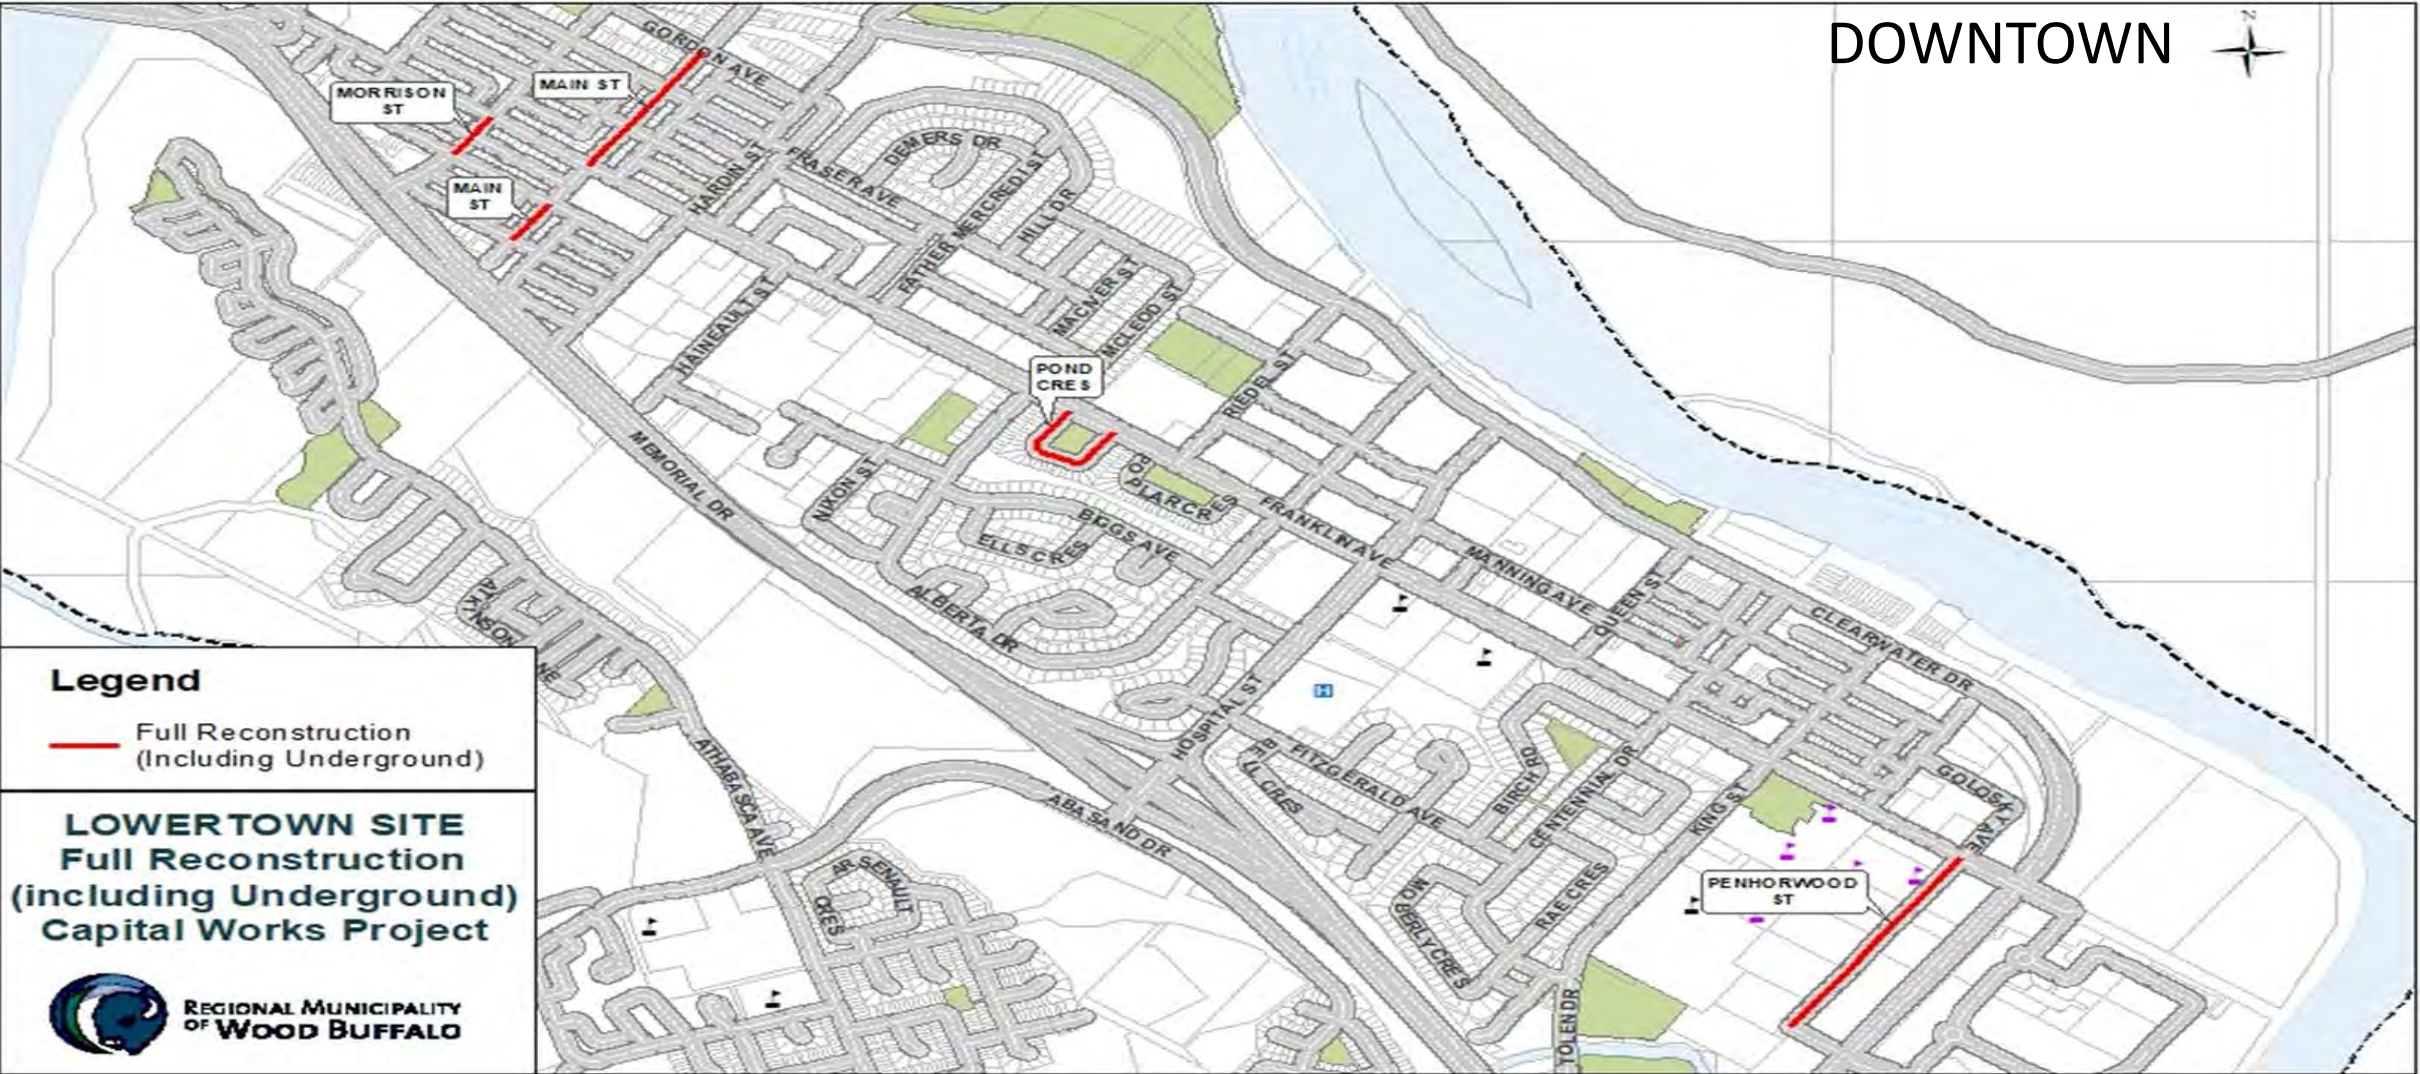 DOWNTOWN
N
GORDON AVE
MAIN ST
MORRISON
ST
MAIN
ST
HARDIN ST
FRASER AVE
DEMERS DR
FATHER MERCREDI ST
HILL DR
MACIVER ST
MCLEOD ST
HAINEAULT ST
POND
CRES
RIEDEL ST
MEMORIAL DR
NIXON ST
POPLAR CRES
BIGGS AVE
ELLS CRES
FRANKLIN AVE
MANNING AVE
QUEEN ST
ALBERTA DR
CLEARWATER DR
HOSPITAL ST
H
ATHABASCA AVE
ABASAND DR
BELL CRES
FITZGERALD AVE
BIRCH RD
CENTENNIAL DR
KING ST
GOLOSKY AVE
ARSENAULT
CRES
MOBERLY CRES
RAE CRES
PENHORWOOD
ST
TOLEN DR
Legend
Full Reconstruction
(Including Underground)
LOWERTOWN SITE
Full Reconstruction
(including Underground)
Capital Works Project
REGIONAL MUNICIPALITY
OF WOOD BUFFALO